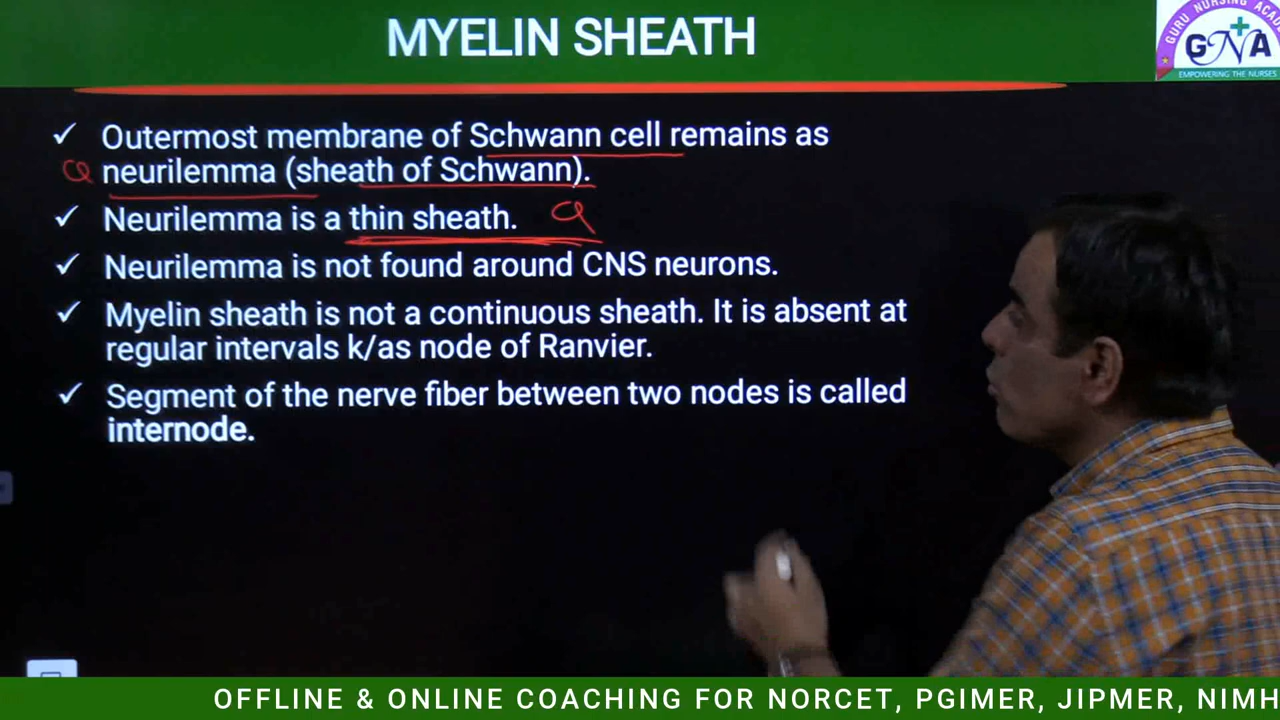 MYELIN SHEATH
GURU NURSING ACAD
GNA
EMPOWERING THE NURSES
✓ Outermost membrane of Schwann cell remains as
Q neurilemma (sheath of Schwann).
✓ Neurilemma is a thin sheath. Q
✓ Neurilemma is not found around CNS neurons.
✓ Myelin sheath is not a continuous sheath. It is absent at
regular intervals k/as node of Ranvier.
✓ Segment of the nerve fiber between two nodes is called
internode.
OFFLINE & ONLINE COACHING FOR NORCET, PGIMER, JIPMER, NIMH